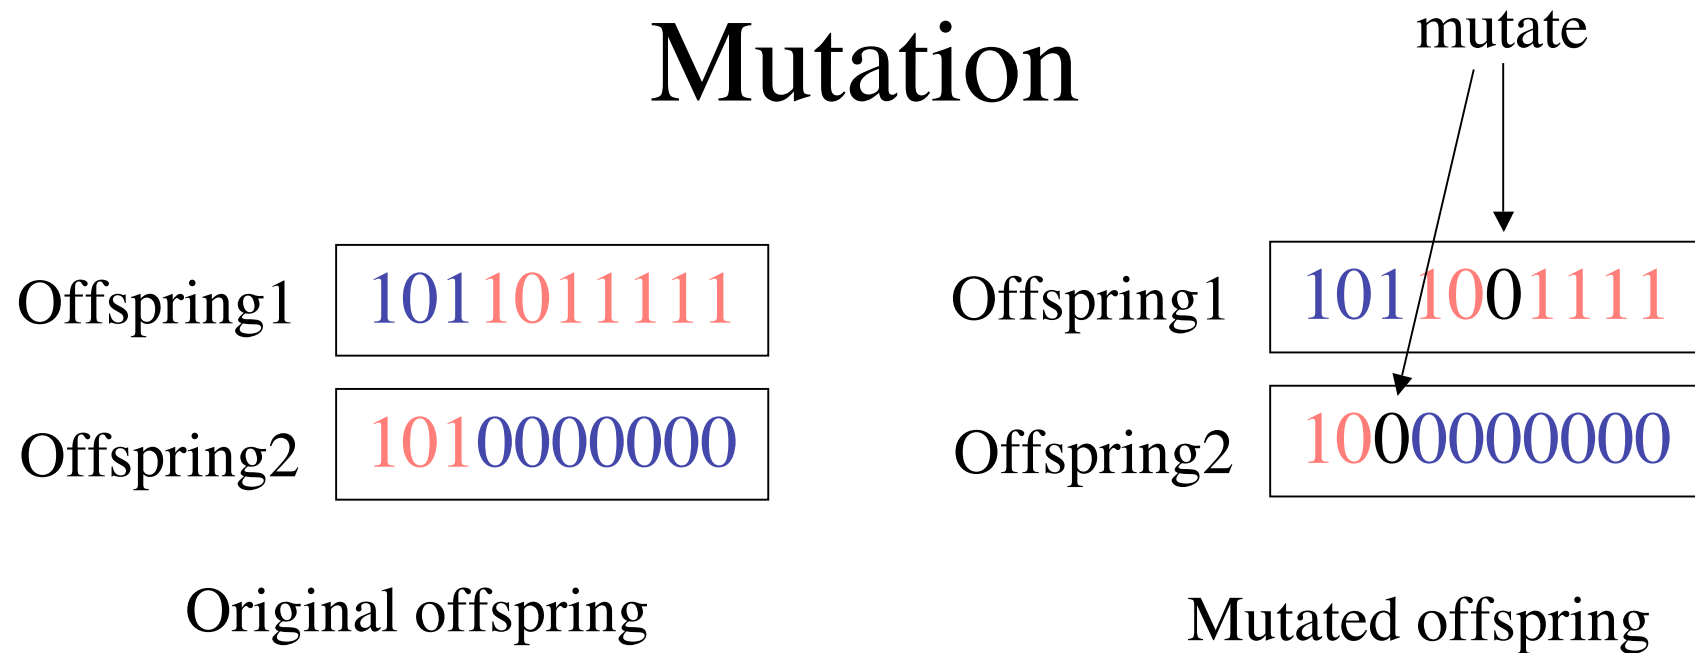 Mutation
mutate
Offspring1 1011011111
Offspring2 1010000000
Original offspring
Offspring1 1011001111
Offspring2 1000000000
Mutated offspring